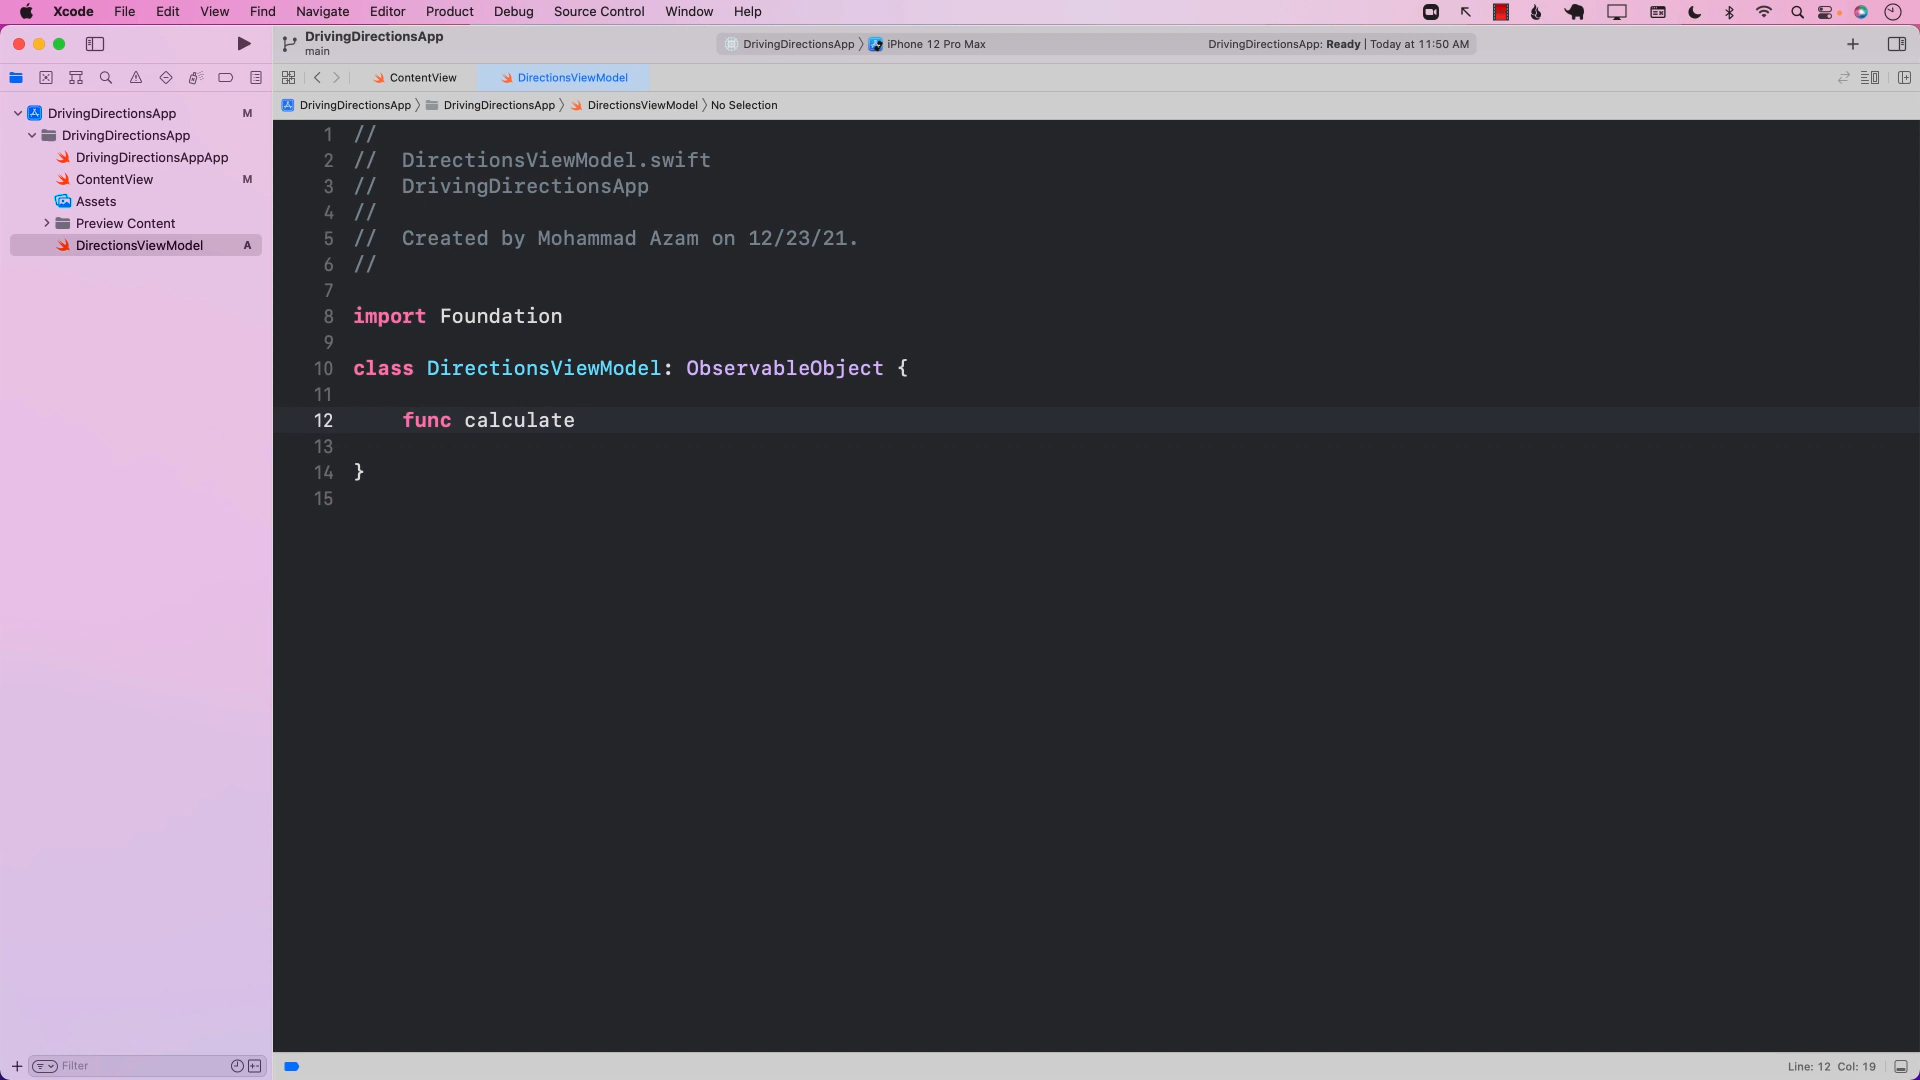 Xcode File Edit View Find Navigate Editor Product Debug Source Control Window Help
DrivingDirectionsApp
main
DrivingDirectionsApp iPhone 12 Pro Max
DrivingDirectionsApp: Ready | Today at 11:50 AM
ContentView
DirectionsViewModel
DrivingDirectionsApp DrivingDirectionsApp DirectionsViewModel No Selection
DrivingDirectionsApp M
DrivingDirectionsApp
DrivingDirectionsAppApp
ContentView M
Assets
Preview Content
DirectionsViewModel A
Filter
1 //
2 //  DirectionsViewModel.swift
3 //  DrivingDirectionsApp
4 //
5 //  Created by Mohammad Azam on 12/23/21.
6 //
7
8 import Foundation
9
10 class DirectionsViewModel: ObservableObject {
11
12     func calculate
13
14 }
15
Line: 12 Col: 19